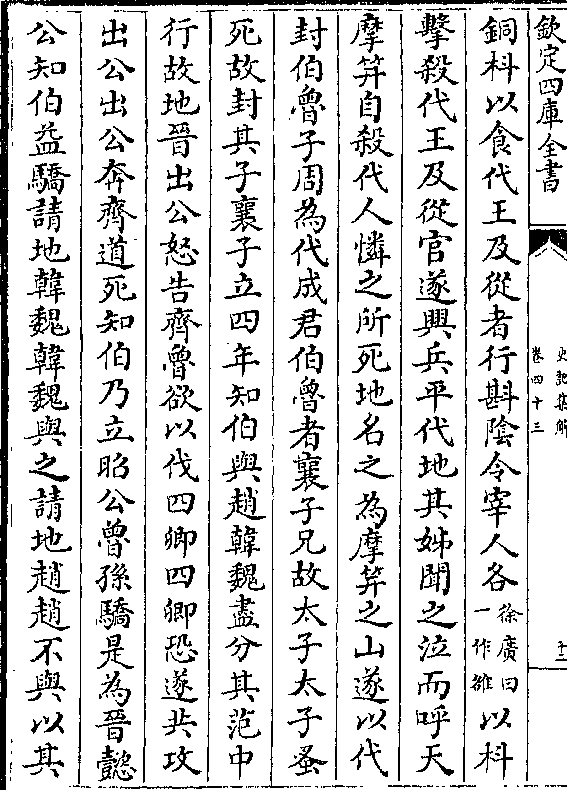 欽定四庫全書
史記集解
卷四十三
十二
銅枓以食代王及從者行斟陰令宰人各徐廣曰一作雒以枓
擊殺代王及從官遂興兵平代地其姊聞之泣而呼天
摩笄自殺代人憐之所死地名之為摩笄之山遂以代
封伯魯子周為代成君伯魯者襄子兄故太子太子蚤
死故封其子襄子立四年知伯與趙韓魏盡分其范中
行故地晉出公怒告齊魯欲以伐四卿四卿恐遂共攻
出公出公奔齊道死知伯乃立昭公曾孫驕是為晉懿
公知伯益驕請地韓魏韓魏與之請地趙趙不與以其